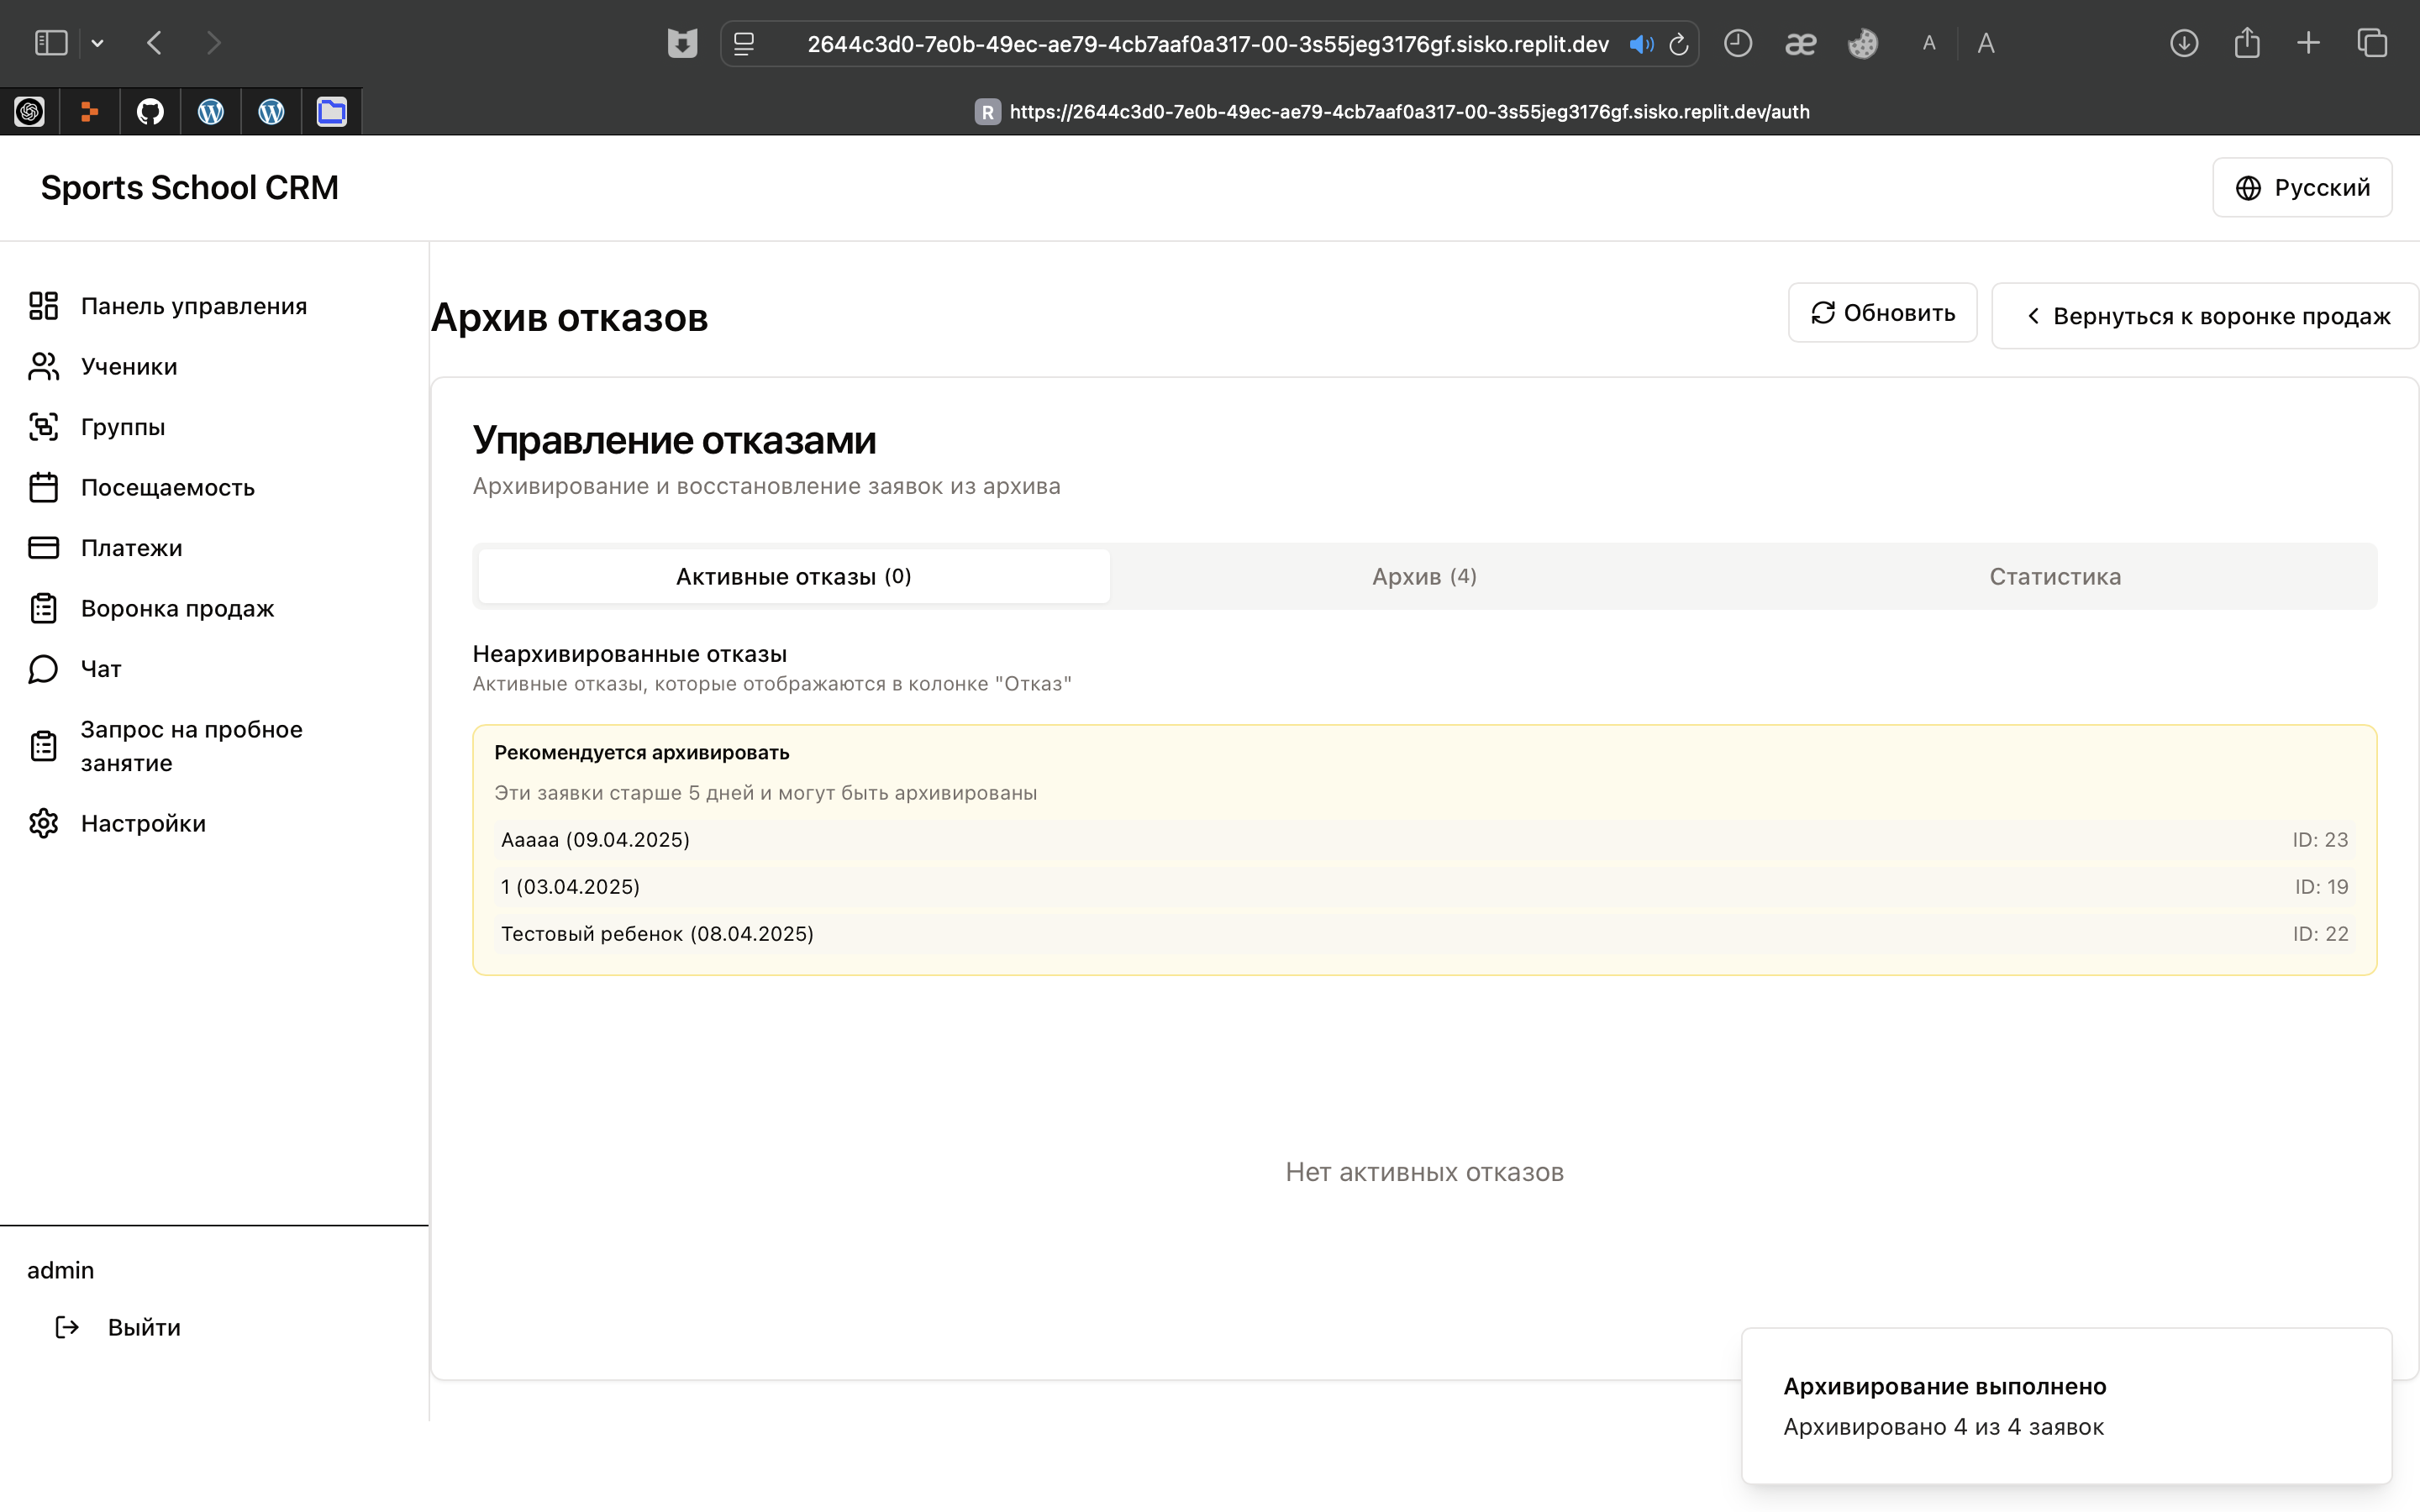 2644c3d0-7e0b-49ec-ae79-4cb7aaf0a317-00-3s55jeg3176gf.sisko.replit.dev
æ
A
A
R https://2644c3d0-7e0b-49ec-ae79-4cb7aaf0a317-00-3s55jeg3176gf.sisko.replit.dev/auth
Sports School CRM
Русский
Панель управления
Ученики
Группы
Посещаемость
Платежи
Воронка продаж
Чат
Запрос на пробное
занятие
Настройки
admin
Выйти
Архив отказов
Обновить
Вернуться к воронке продаж
Управление отказами
Архивирование и восстановление заявок из архива
Активные отказы (0)
Архив (4)
Статистика
Неархивированные отказы
Активные отказы, которые отображаются в колонке "Отказ"
Рекомендуется архивировать
Эти заявки старше 5 дней и могут быть архивированы
Ааааа (09.04.2025) ID: 23
1 (03.04.2025) ID: 19
Тестовый ребенок (08.04.2025) ID: 22
Нет активных отказов
Архивирование выполнено
Архивировано 4 из 4 заявок